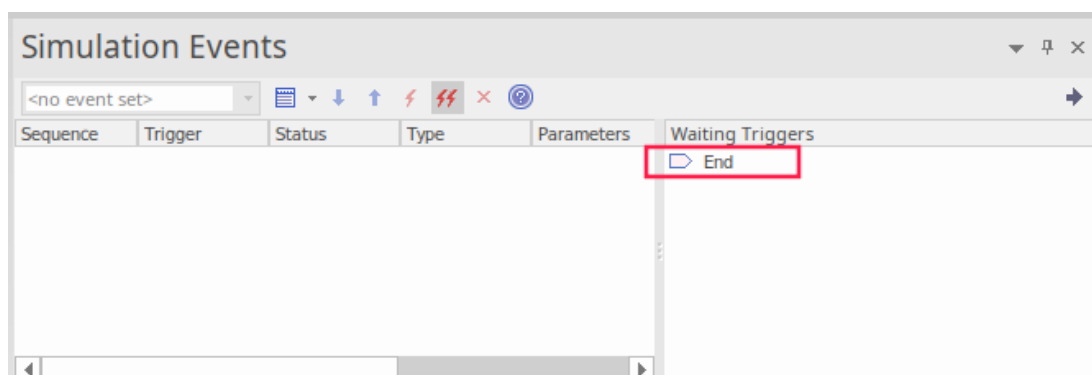 Simulation Events
<no event set>
Sequence Trigger Status Type Parameters Waiting Triggers
End